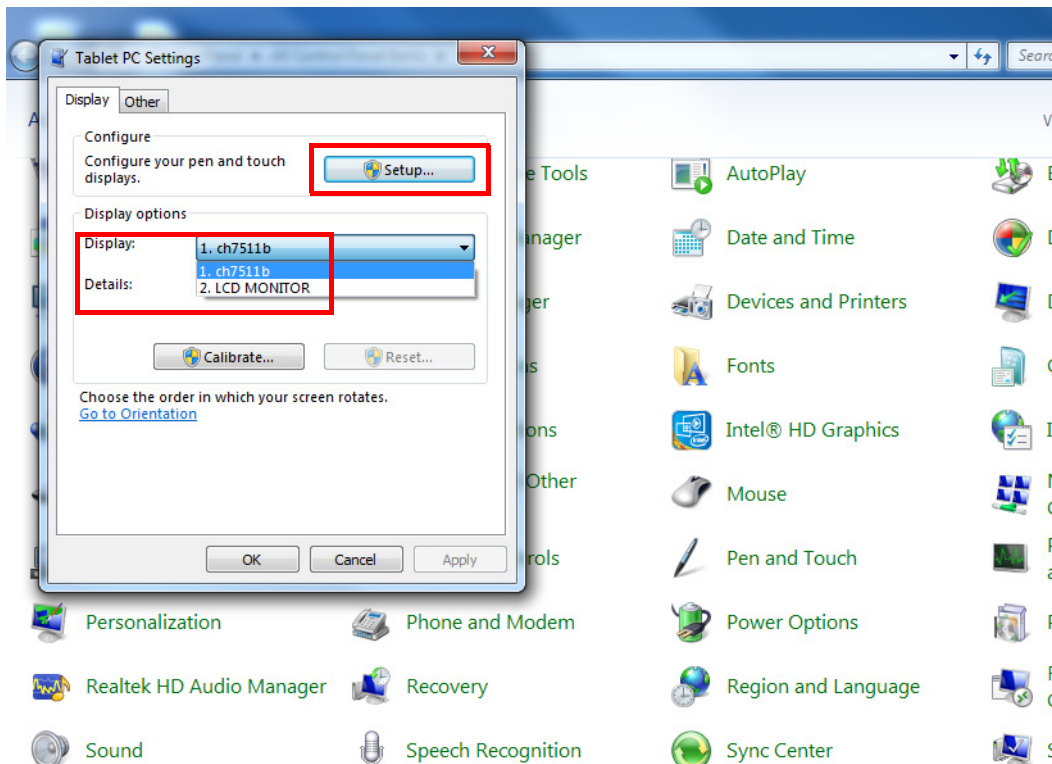 Tablet PC Settings
Sear
Display
Other
Configure
Configure your pen and touch
displays.
Setup...
Display options
Display:
1. ch7511b
1. ch7511b
2. LCD MONITOR
Details:
Calibrate...
Reset...
Choose the order in which your screen rotates.
Go to Orientation
OK
Cancel
Apply
Tools
AutoPlay
Date and Time
Devices and Printers
Fonts
Intel® HD Graphics
Other
Mouse
Pen and Touch
Personalization
Phone and Modem
Power Options
Realtek HD Audio Manager
Recovery
Region and Language
Sound
Speech Recognition
Sync Center